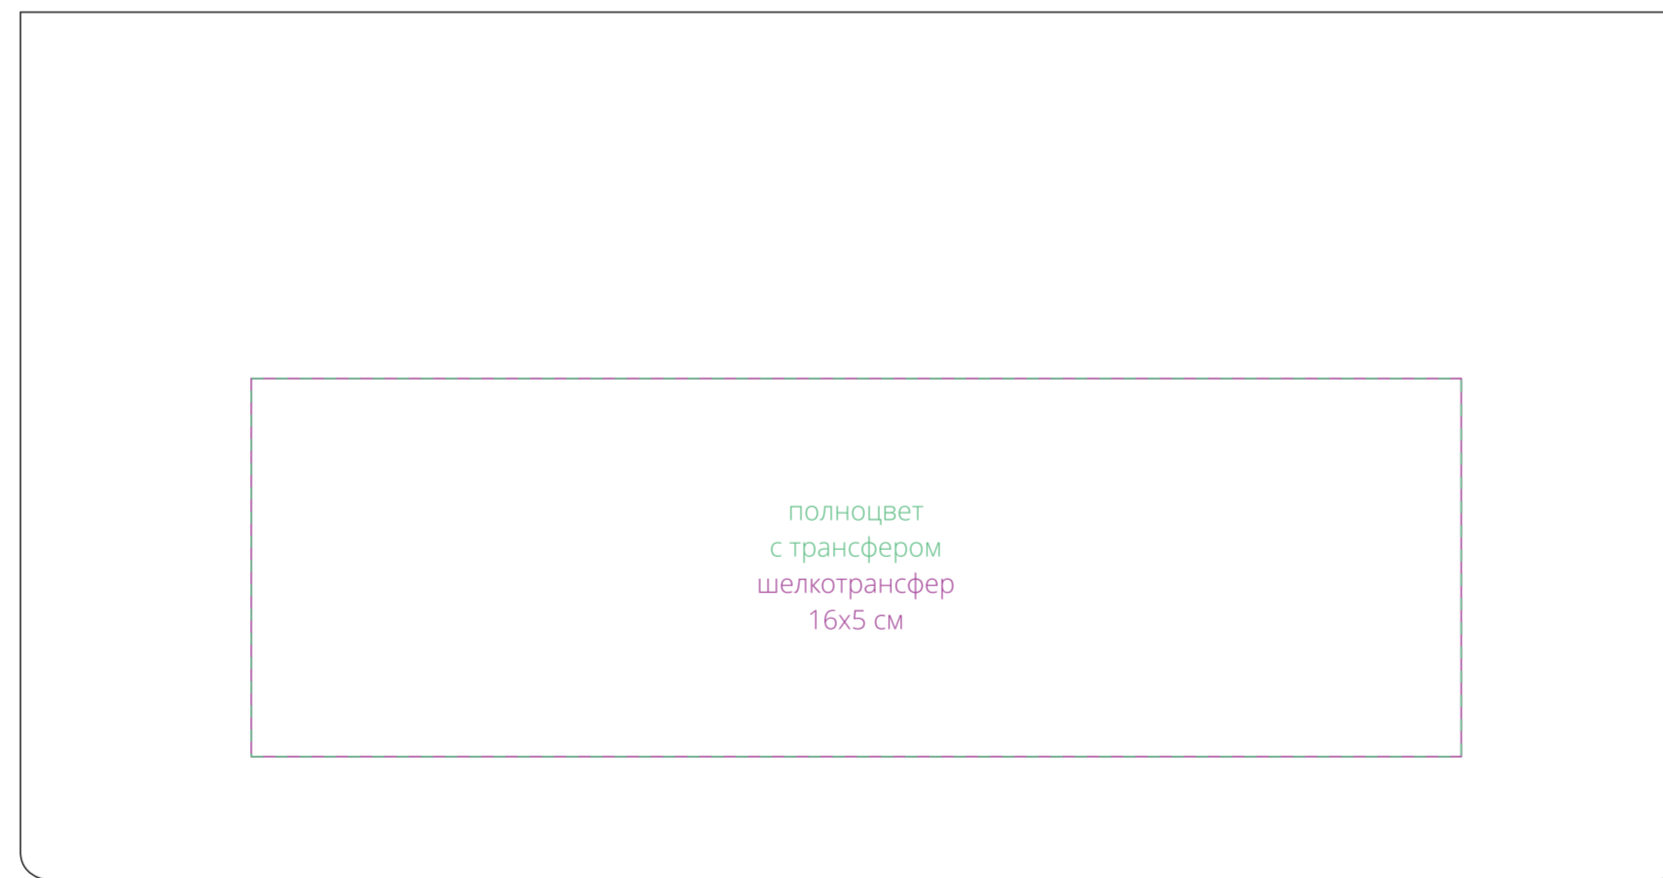 полноцвет
с трансфером
шелкотрансфер
16х5 см